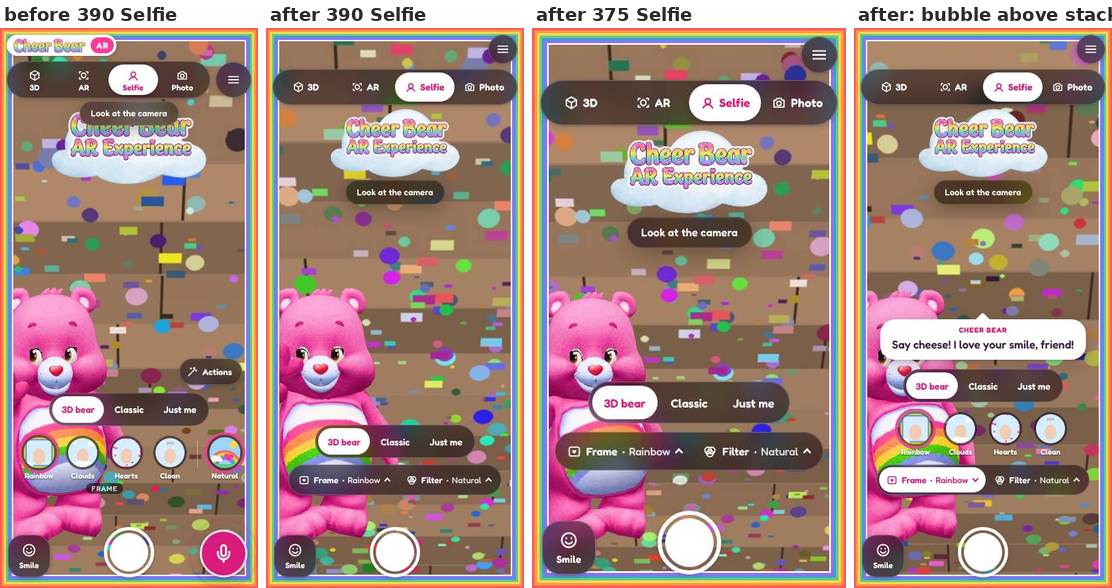 before 390 Selfie
Cheer Bear AR
3D AR Selfie Photo
Look at the camera
Cheer Bear
AR Experience
Actions
3D bear Classic Just me
Rainbow Clouds Hearts Clean Natural
FRAME
Smile
after 390 Selfie
3D AR Selfie Photo
Cheer Bear
AR Experience
Look at the camera
3D bear Classic Just me
Frame · Rainbow Filter · Natural
Smile
after 375 Selfie
3D AR Selfie Photo
Cheer Bear
AR Experience
Look at the camera
3D bear Classic Just me
Frame · Rainbow Filter · Natural
Smile
after: bubble above stac
3D AR Selfie Photo
Cheer Bear
AR Experience
Look at the camera
CHEER BEAR
Say cheese! I love your smile, friend!
3D bear Classic Just me
Rainbow Clouds Hearts Clean
Frame · Rainbow Filter · Natural
Smile